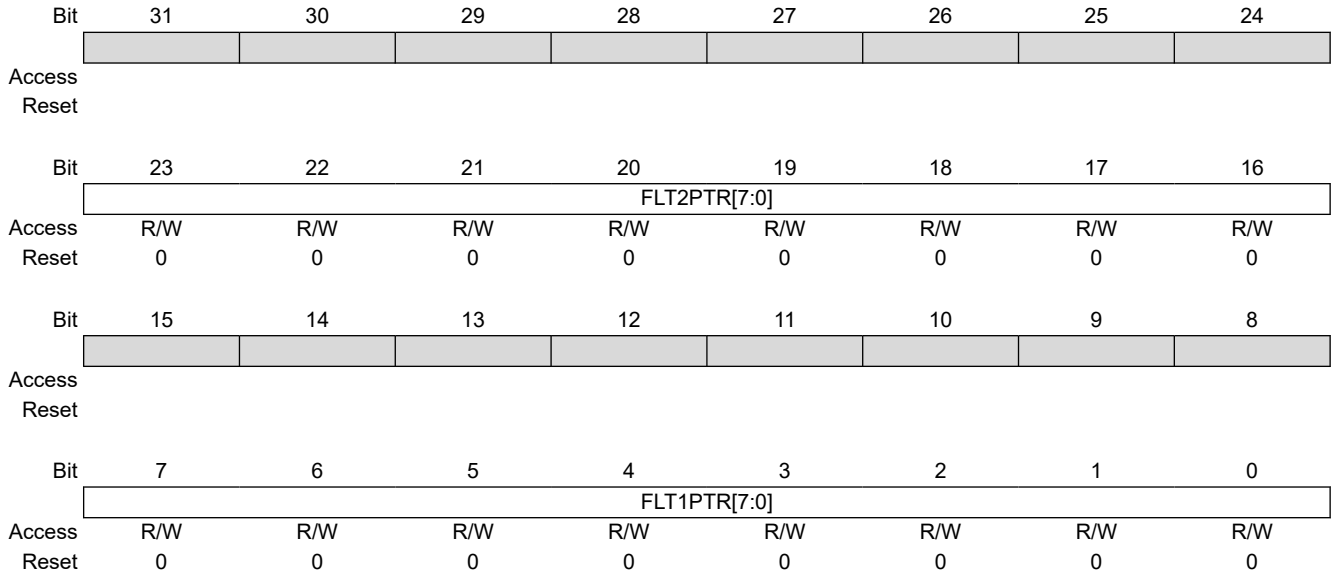 Bit 31 30 29 28 27 26 25 24
Access
Reset
Bit 23 22 21 20 19 18 17 16
FLT2PTR[7:0]
Access R/W R/W R/W R/W R/W R/W R/W R/W
Reset 0 0 0 0 0 0 0 0
Bit 15 14 13 12 11 10 9 8
Access
Reset
Bit 7 6 5 4 3 2 1 0
FLT1PTR[7:0]
Access R/W R/W R/W R/W R/W R/W R/W R/W
Reset 0 0 0 0 0 0 0 0